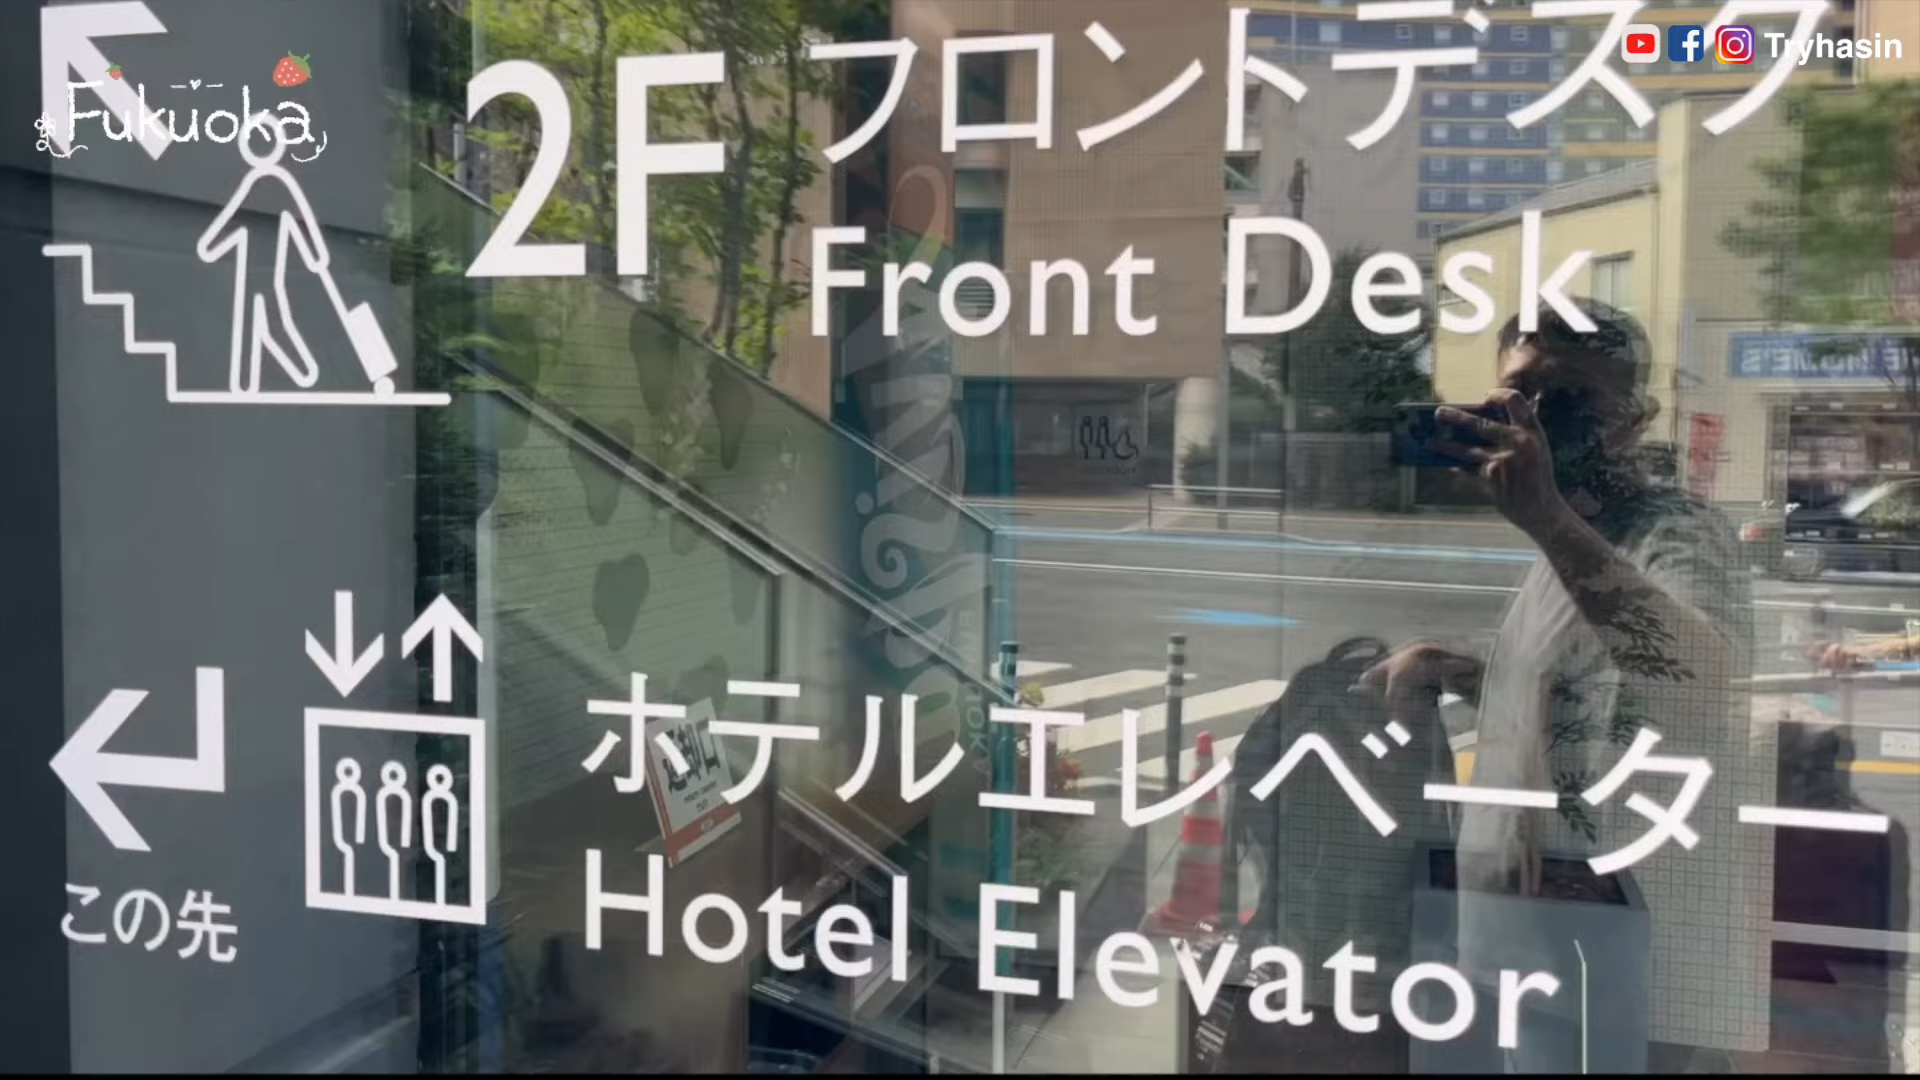 Fukuoka
Tryhasin
2F フロントデスク
Front Desk
ホテルエレベーター
Hotel Elevator
この先